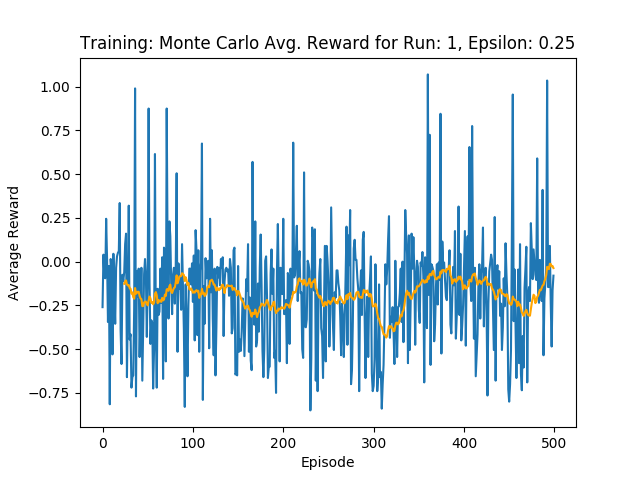 Training: Monte Carlo Avg. Reward for Run: 1, Epsilon: 0.25
1.00
0.75
0.50
0.25
0.00
−0.25
−0.50
−0.75
Average Reward
0 100 200 300 400 500
Episode